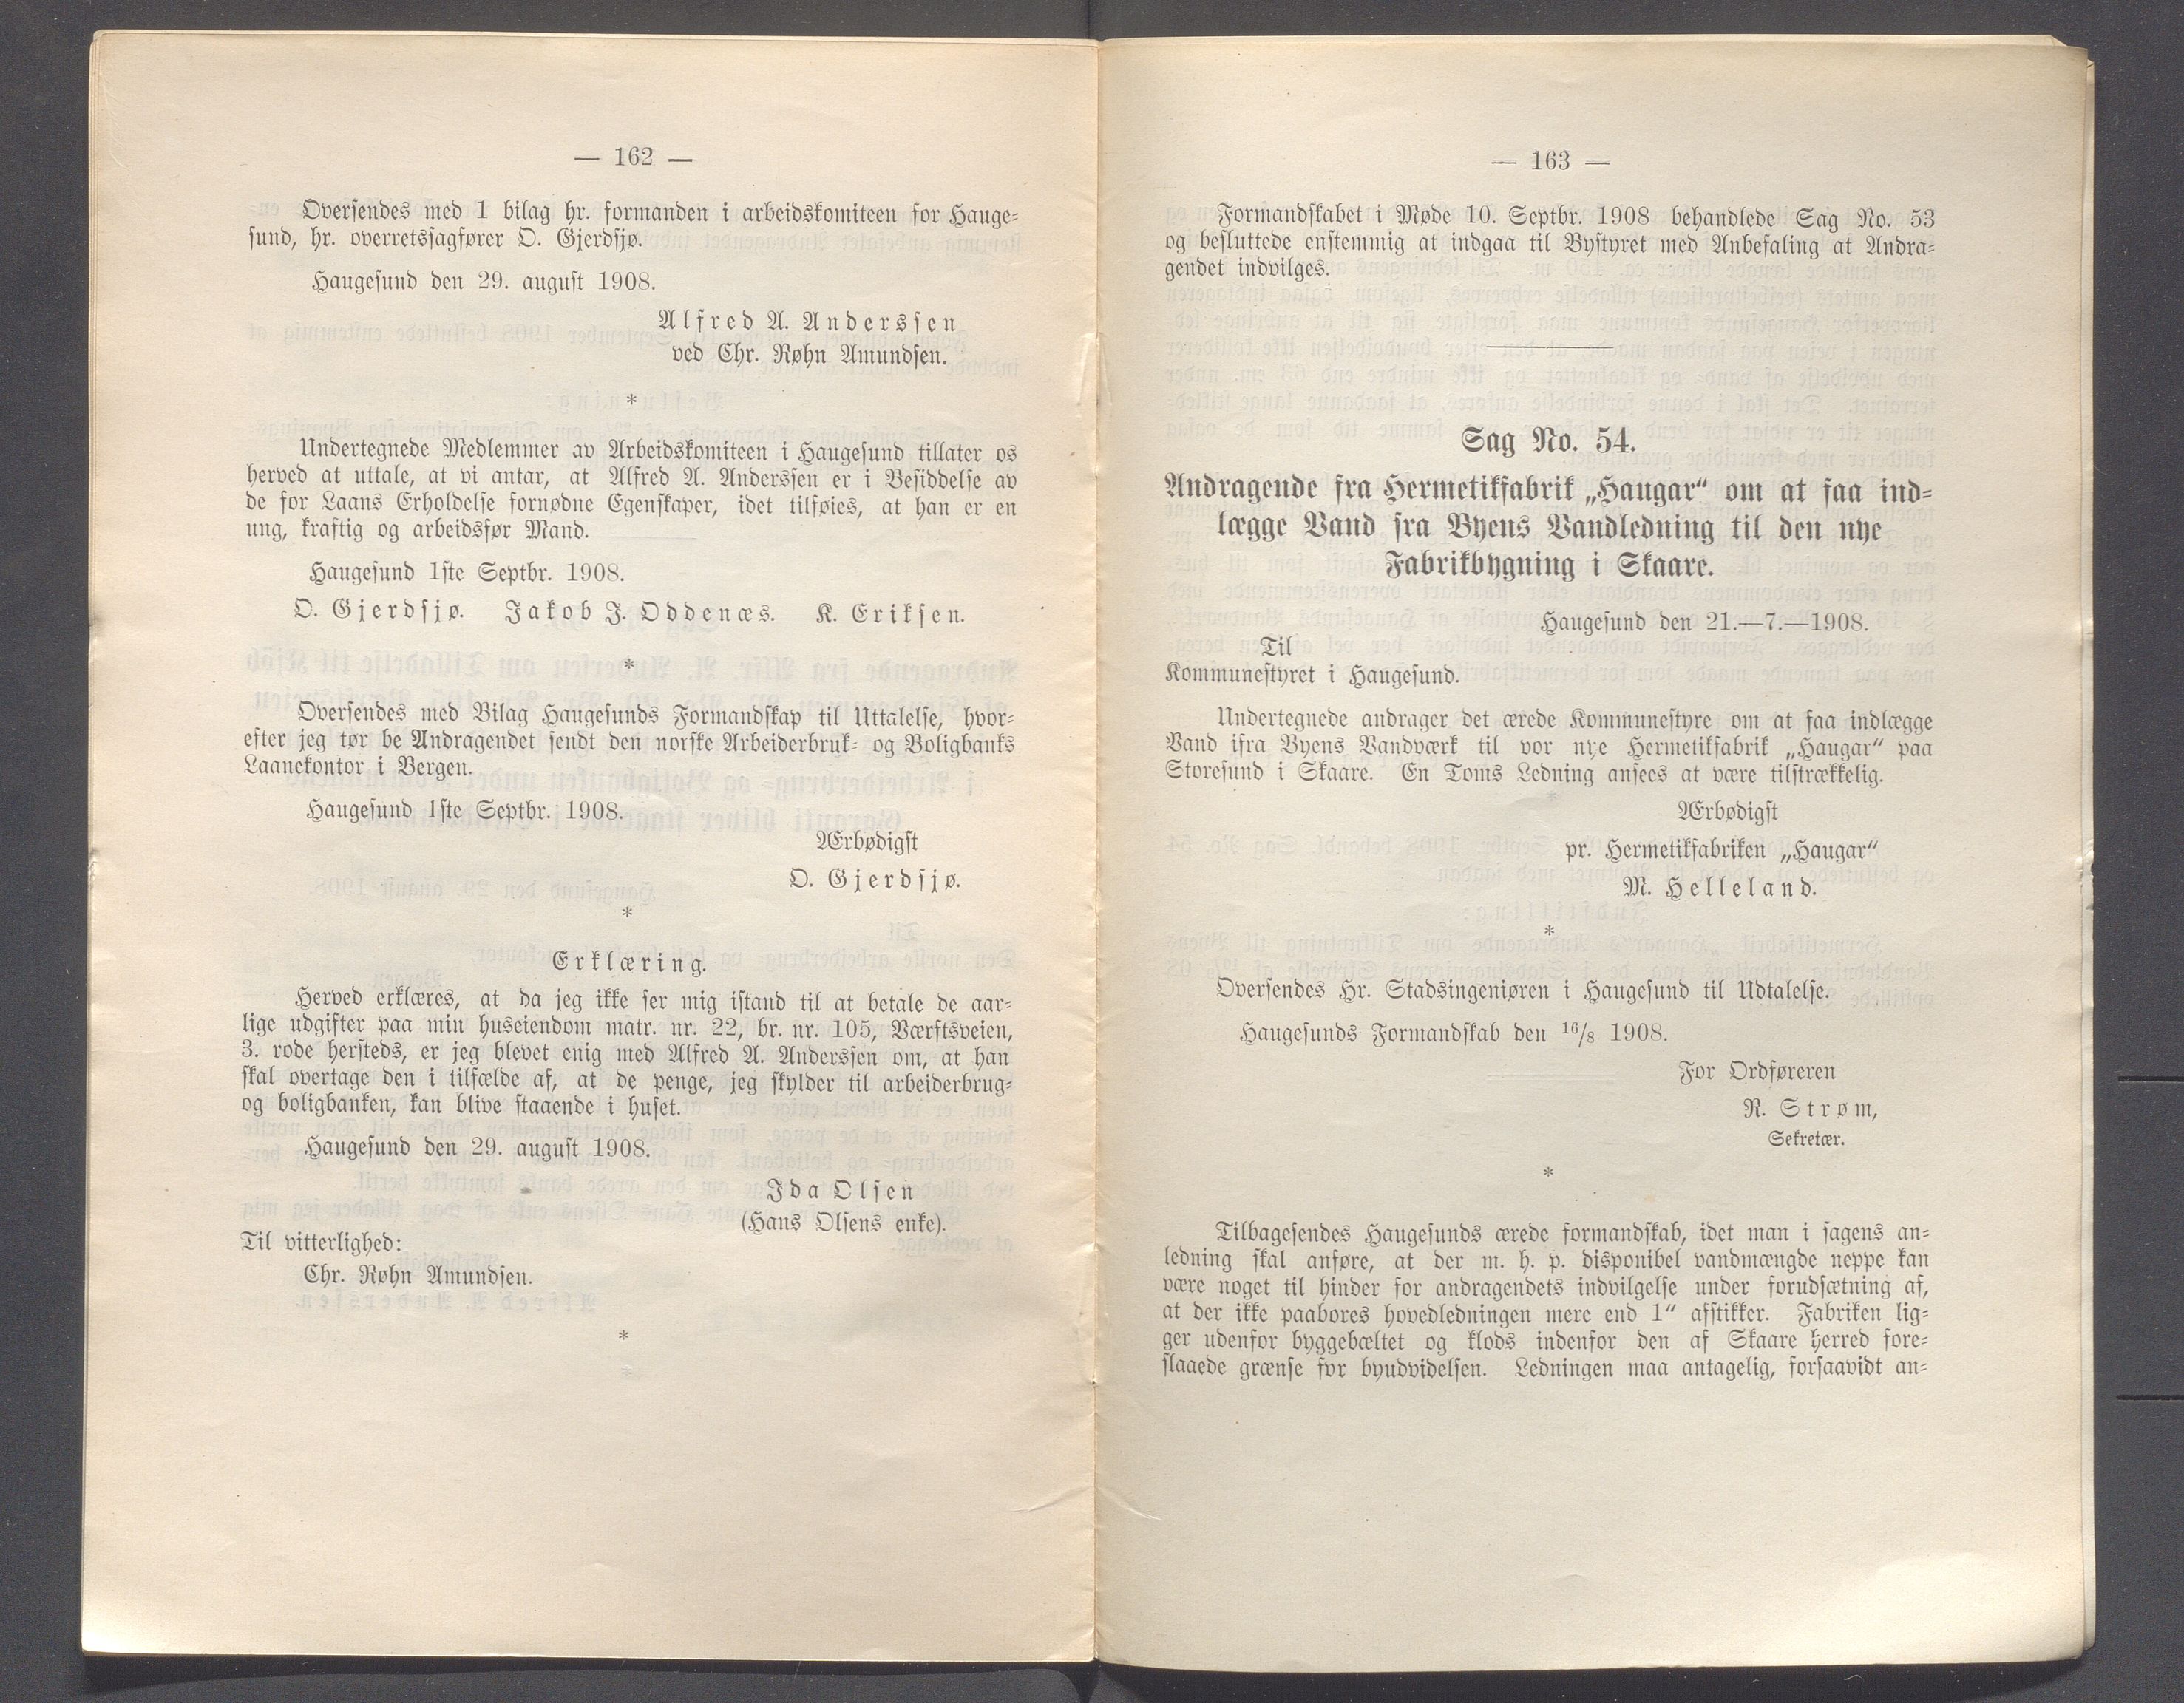 — 162 —
Oversendes med 1 bilag hr. formanden i arbeidskomiteen for Hauge=
sund, hr. overretssagfører O. Gjerdsjø.
Haugesund den 29. august 1908.
Alfred A. Anderssen
ved Chr. Røhn Amundsen.
*
Undertegnede Medlemmer av Arbeidskomiteen i Haugesund tillater os
herved at uttale, at vi antar, at Alfred A. Anderssen er i Besiddelse av
de for Laans Erholdelse fornødne Egenskaper, idet tilføies, at han er en
ung, kraftig og arbeidsfør Mand.
Haugesund 1ste Septbr. 1908.
O. Gjerdsjø. Jakob J. Oddenæs. K. Eriksen.
*
Oversendes med Bilag Haugesunds Formandskap til Uttalelse, hvor=
efter jeg tør be Andragendet sendt den norske Arbeiderbruk= og Boligbanks
Laanekontor i Bergen.
Haugesund 1ste Septbr. 1908.
Ærbødigst
O. Gjerdsjø.
*
Erklæring.
Herved erklæres, at da jeg ikke ser mig istand til at betale de aar=
lige udgifter paa min huseiendom matr. nr. 22, br. nr. 105, Værftsveien,
3. rode hersteds, er jeg blevet enig med Alfred A. Anderssen om, at han
skal overtage den i tilfælde af, at de penge, jeg skylder til arbeiderbrug=
og boligbanken, kan blive staaende i huset.
Haugesund den 29. august 1908.
Ida Olsen
(Hans Olsens enke).
Til vitterlighed:
Chr. Røhn Amundsen.
*
— 163 —
Formandskabet i Møde 10. Septbr. 1908 behandlede Sag No. 53
og besluttede enstemmig at indgaa til Bystyret med Anbefaling at Andra=
gendet indvilges.
Sag No. 54.
Andragende fra Hermetikfabrik „Haugar“ om at faa ind=
lægge Vand fra Byens Vandledning til den nye
Fabrikbygning i Skaare.
Haugesund den 21.—7.—1908.
Til
Kommunestyret i Haugesund.
Undertegnede andrager det ærede Kommunestyre om at faa indlægge
Vand ifra Byens Vandværk til vor nye Hermetikfabrik „Haugar“ paa
Storesund i Skaare. En Toms Ledning ansees at være tilstrækkelig.
Ærbødigst
pr. Hermetikfabriken „Haugar“
M. Helleland.
*
Oversendes Hr. Stadsingeniøren i Haugesund til Udtalelse.
Haugesunds Formandskab den 16/8 1908.
For Ordføreren
R. Strøm,
Sekretær.
*
Tilbagesendes Haugesunds ærede formandskab, idet man i sagens an=
ledning skal anføre, at der m. h. p. disponibel vandmængde neppe kan
være noget til hinder for andragendets indvilgelse under forudsætning af,
at der ikke paabores hovedledningen mere end 1“ afstikker. Fabriken lig=
ger udenfor byggebæltet og klods indenfor den af Skaare herred fore=
slaaede grænse for byudvidelsen. Ledningen maa antagelig, forsaavidt an=